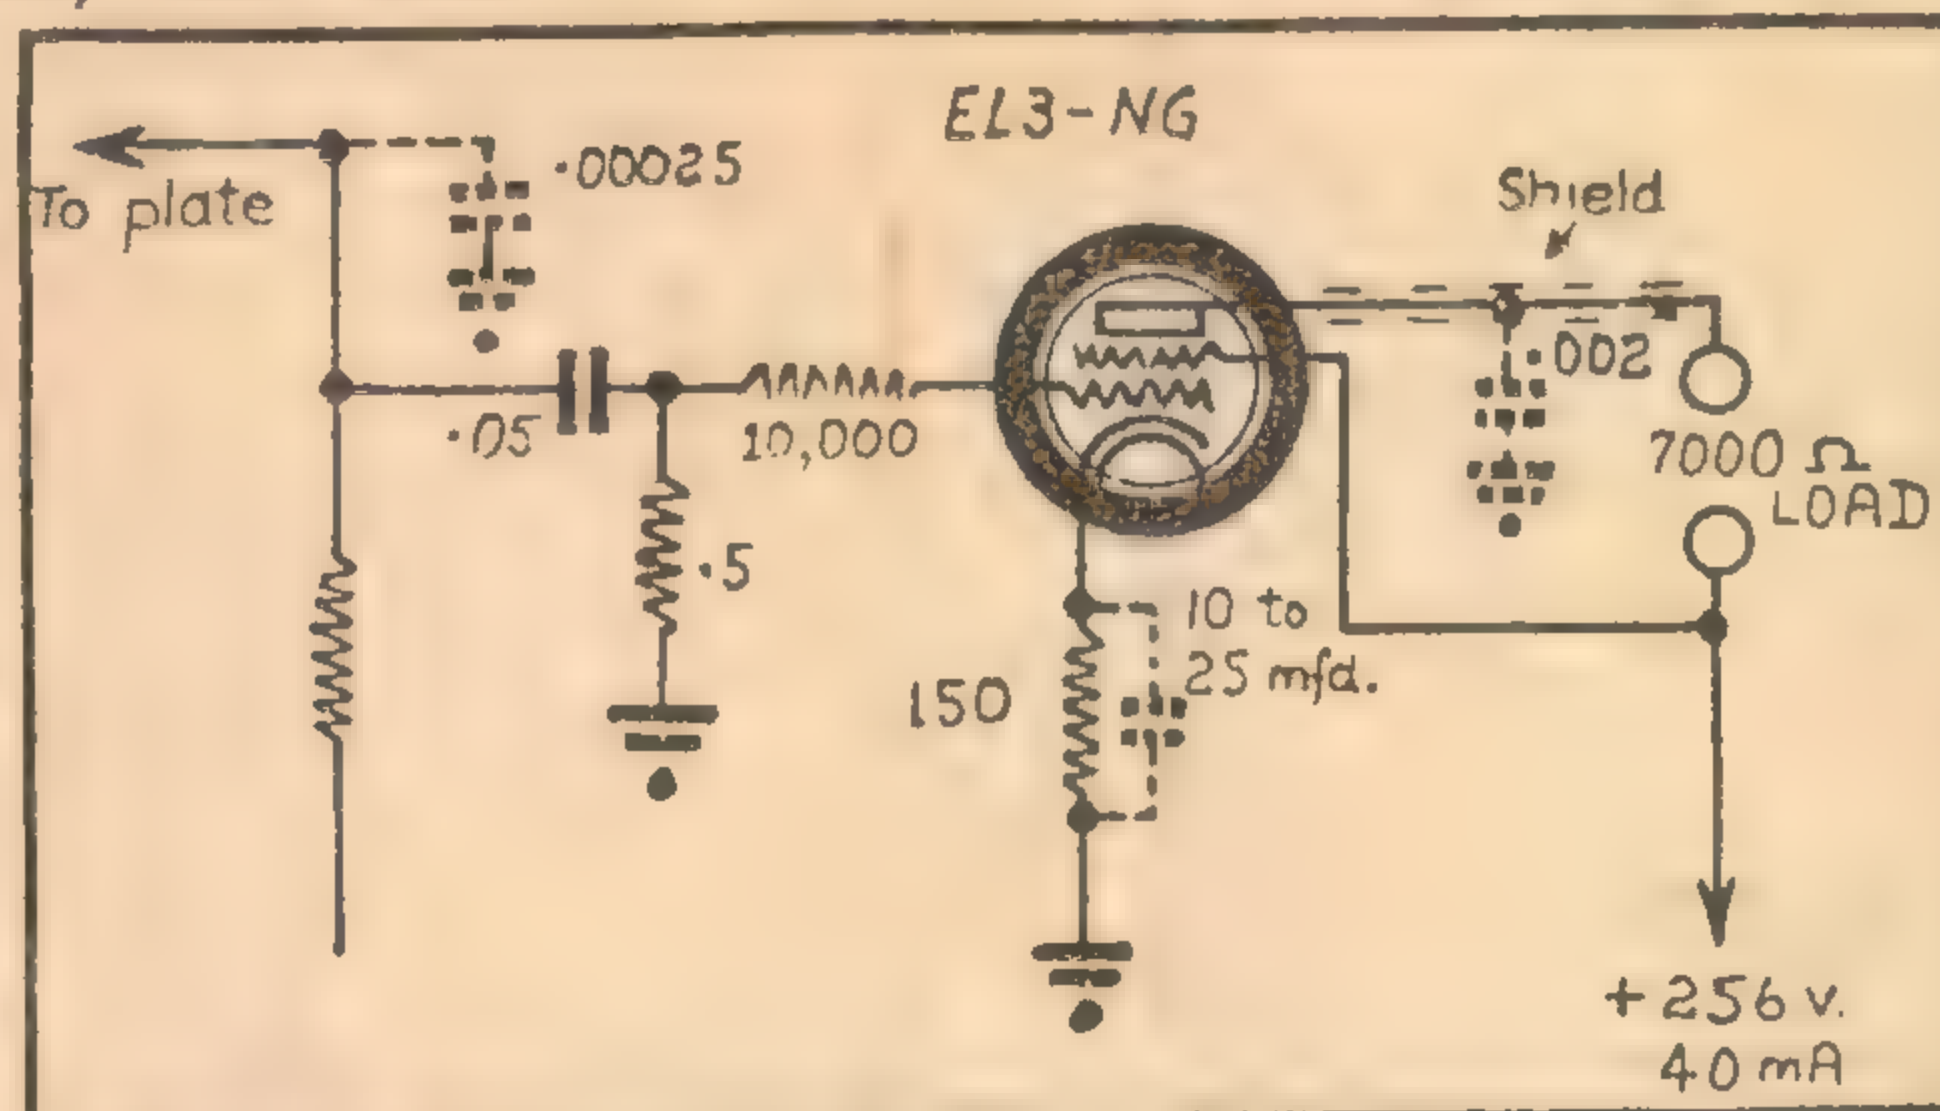 EL3-NG
To plate
.00025
Shield
.002
.05
10,000
7000 Ω
LOAD
.5
10 to
25 mfd.
150
+ 256 v.
40 mA